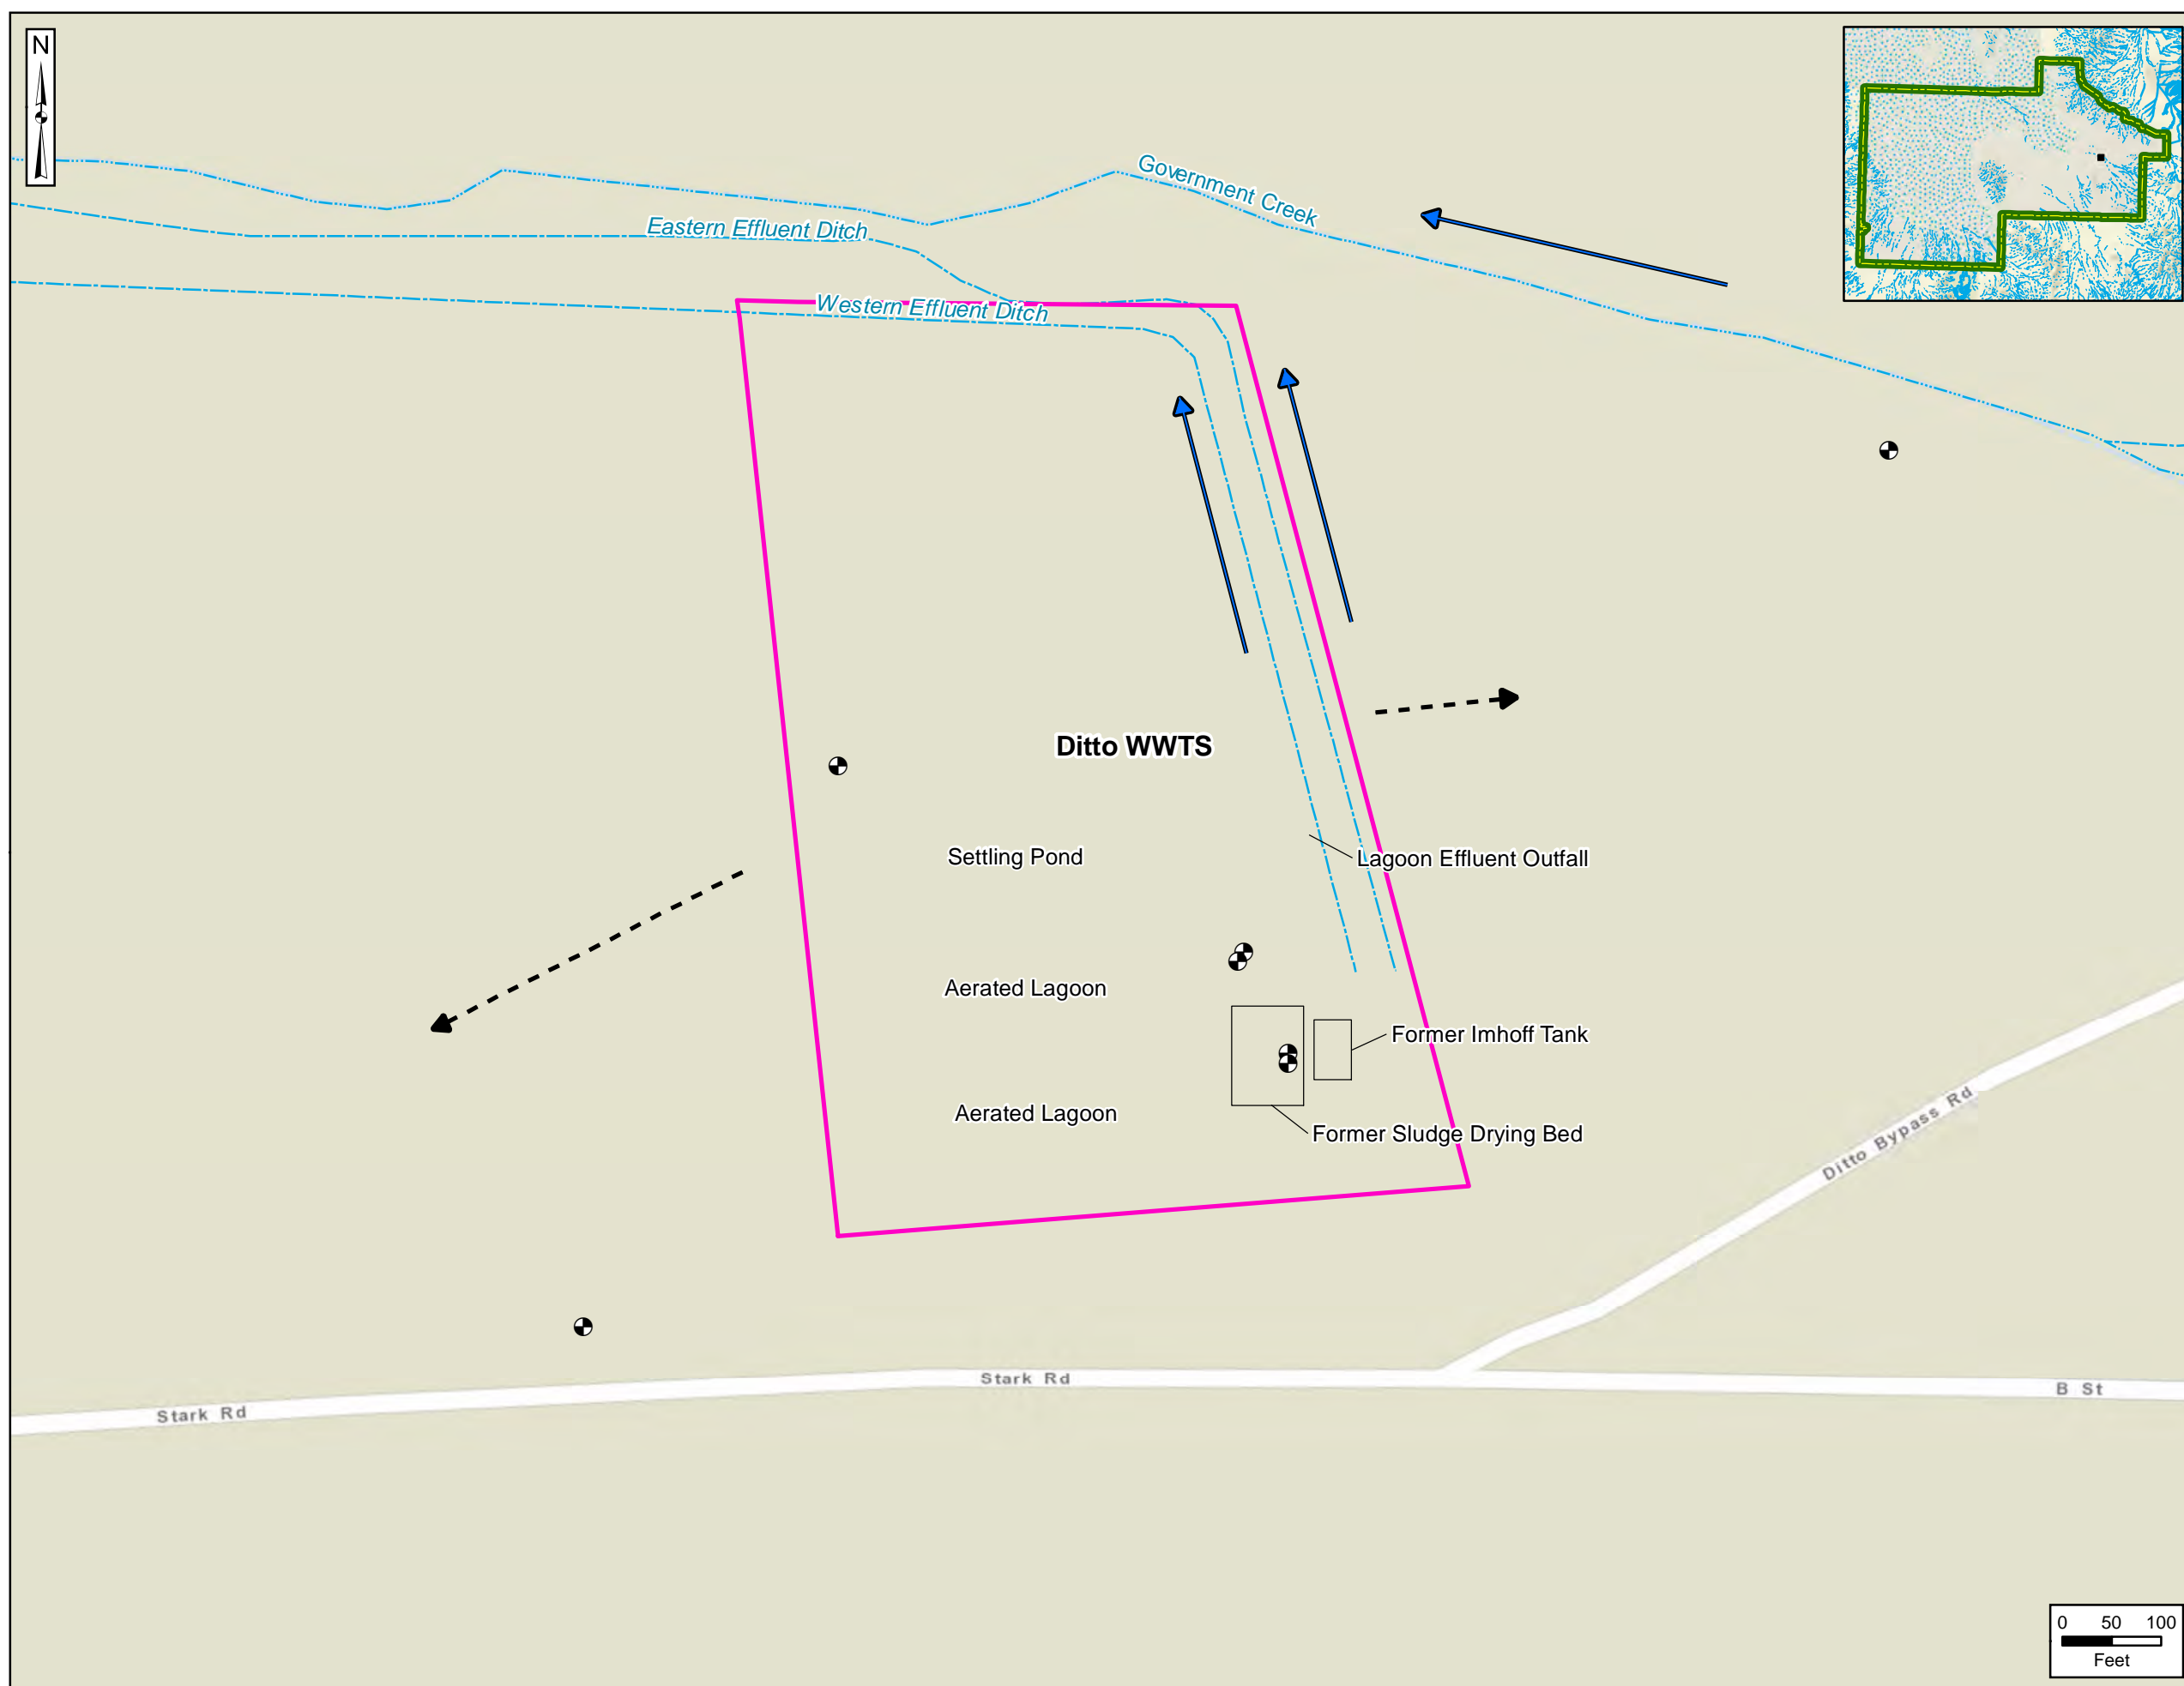 N
Government Creek
Eastern Effluent Ditch
Western Effluent Ditch
Ditto WWTS
Settling Pond
Lagoon Effluent Outfall
Aerated Lagoon
Former Imhoff Tank
Aerated Lagoon
Former Sludge Drying Bed
Ditto Bypass Rd
Stark Rd
B St
Stark Rd
0 50 100
Feet